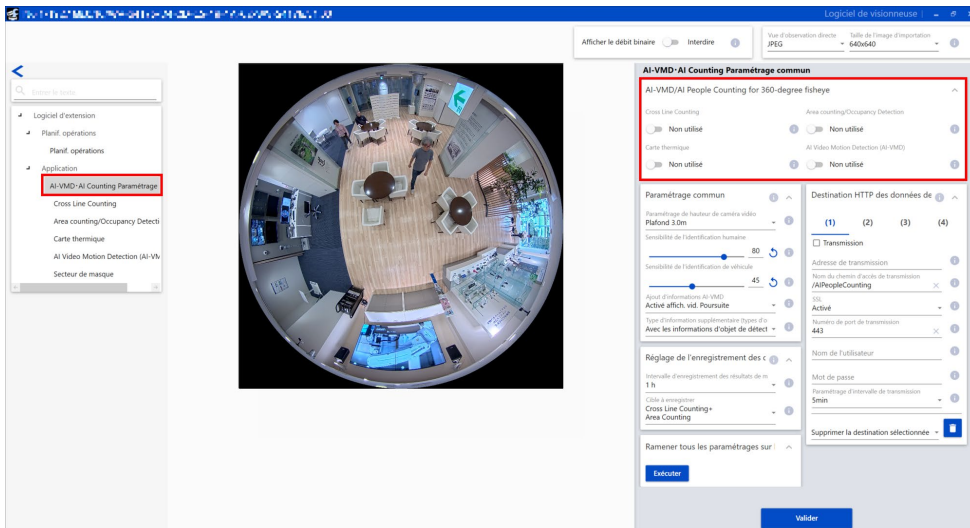 Logiciel de visionneuse
Afficher le débit binaire
Interdire
Vue d'observation directe
JPEG
Taille de l'image d'importation
640x640
Entrer le texte
Logiciel d'extension
Planif. opérations
Planif. opérations
Application
AI-VMD･AI Counting Paramétrage
Cross Line Counting
Area counting/Occupancy Detecti
Carte thermique
AI Video Motion Detection (AI-VM
Secteur de masque
AI-VMD･AI Counting Paramétrage commun
AI-VMD/AI People Counting for 360-degree fisheye
Cross Line Counting
Non utilisé
Area counting/Occupancy Detection
Non utilisé
Carte thermique
Non utilisé
AI Video Motion Detection (AI-VMD)
Non utilisé
Paramétrage commun
Paramétrage de hauteur de caméra vidéo
Plafond 3.0m
Sensibilité de l'identification humaine
80
Sensibilité de l'identification de véhicule
45
Ajout d'informations AI-VMD
Activé affich. vid. Poursuite
Type d'information supplémentaire (types d'o
Avec les informations d'objet de détect
Réglage de l'enregistrement des c
Intervalle d'enregistrement des résultats de m
1 h
Cible à enregistrer
Cross Line Counting+
Area Counting
Ramener tous les paramétrages sur
Exécuter
Destination HTTP des données de
(1) (2) (3) (4)
Transmission
Adresse de transmission
Nom du chemin d'accès de transmission
/AIPeopleCounting
SSL
Activé
Numéro de port de transmission
443
Nom de l'utilisateur
Mot de passe
Paramétrage d'intervalle de transmission
5min
Supprimer la destination sélectionnée
Valider